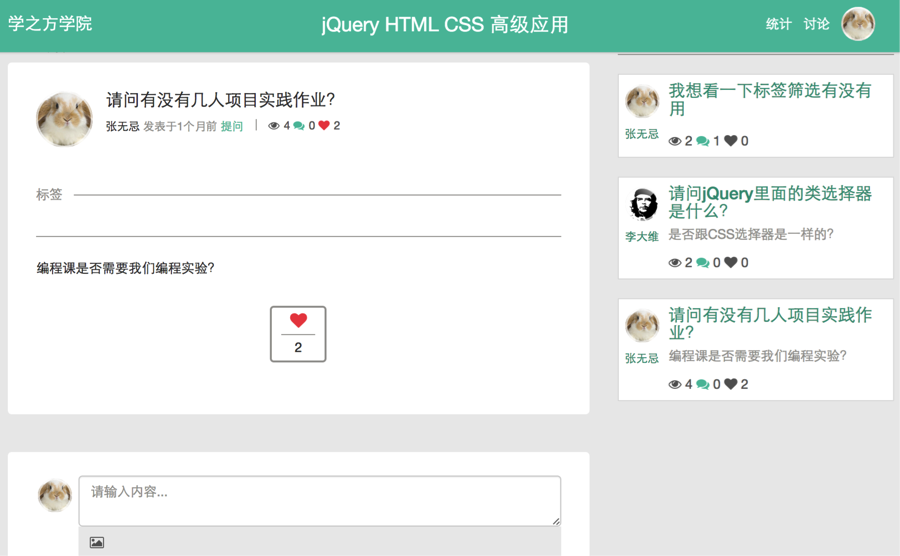 学之方学院
jQuery HTML CSS 高级应用
统计 讨论
请问有没有几人项目实践作业?
张无忌 发表于1个月前 提问 | 4 0 2
标签
编程课是否需要我们编程实验?
2
请输入内容...
我想看一下标签筛选有没有
用
张无忌
2 1 0
请问jQuery里面的类选择器
是什么?
李大维
是否跟CSS选择器是一样的?
2 0 0
请问有没有几人项目实践作
业?
张无忌
编程课是否需要我们编程实验?
4 0 2